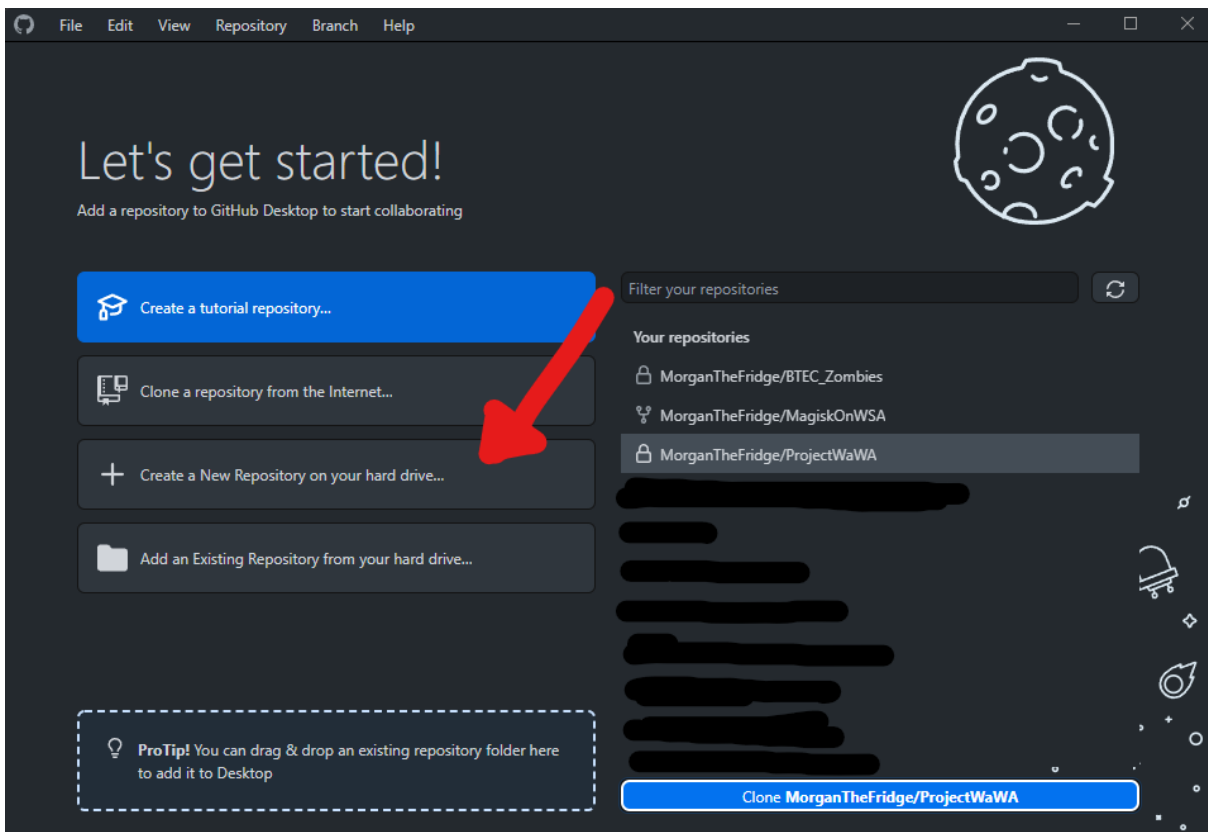 File Edit View Repository Branch Help
Let's get started!
Add a repository to GitHub Desktop to start collaborating
Create a tutorial repository...
Clone a repository from the Internet...
Create a New Repository on your hard drive...
Add an Existing Repository from your hard drive...
ProTip! You can drag & drop an existing repository folder here
to add it to Desktop
Filter your repositories
Your repositories
MorganTheFridge/BTEC_Zombies
MorganTheFridge/MagiskOnWSA
MorganTheFridge/ProjectWaWA
Clone MorganTheFridge/ProjectWaWA